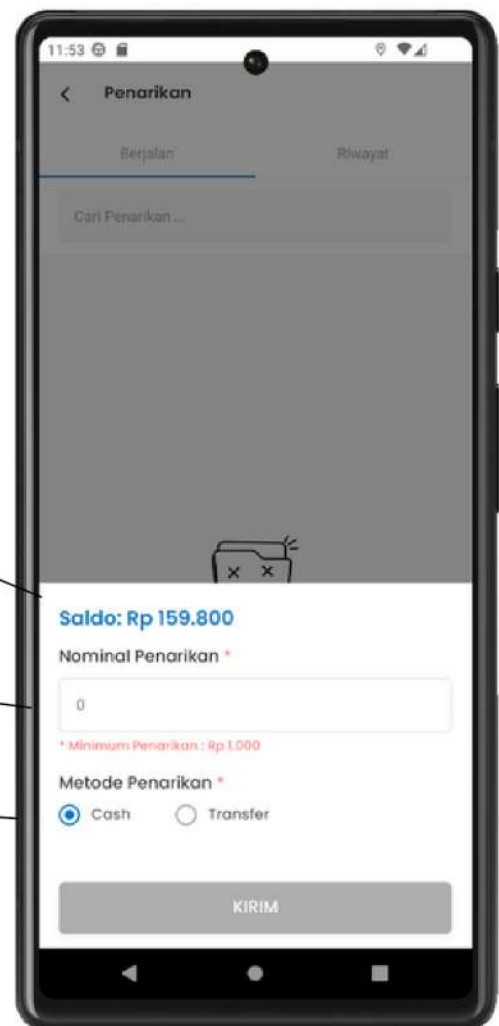 11:53
Penarikan
Berjalan Riwayat
Cari Penarikan ...
Saldo: Rp 159.800
Nominal Penarikan *
0
* Minimum Penarikan : Rp 1.000
Metode Penarikan *
Cash Transfer
KIRIM